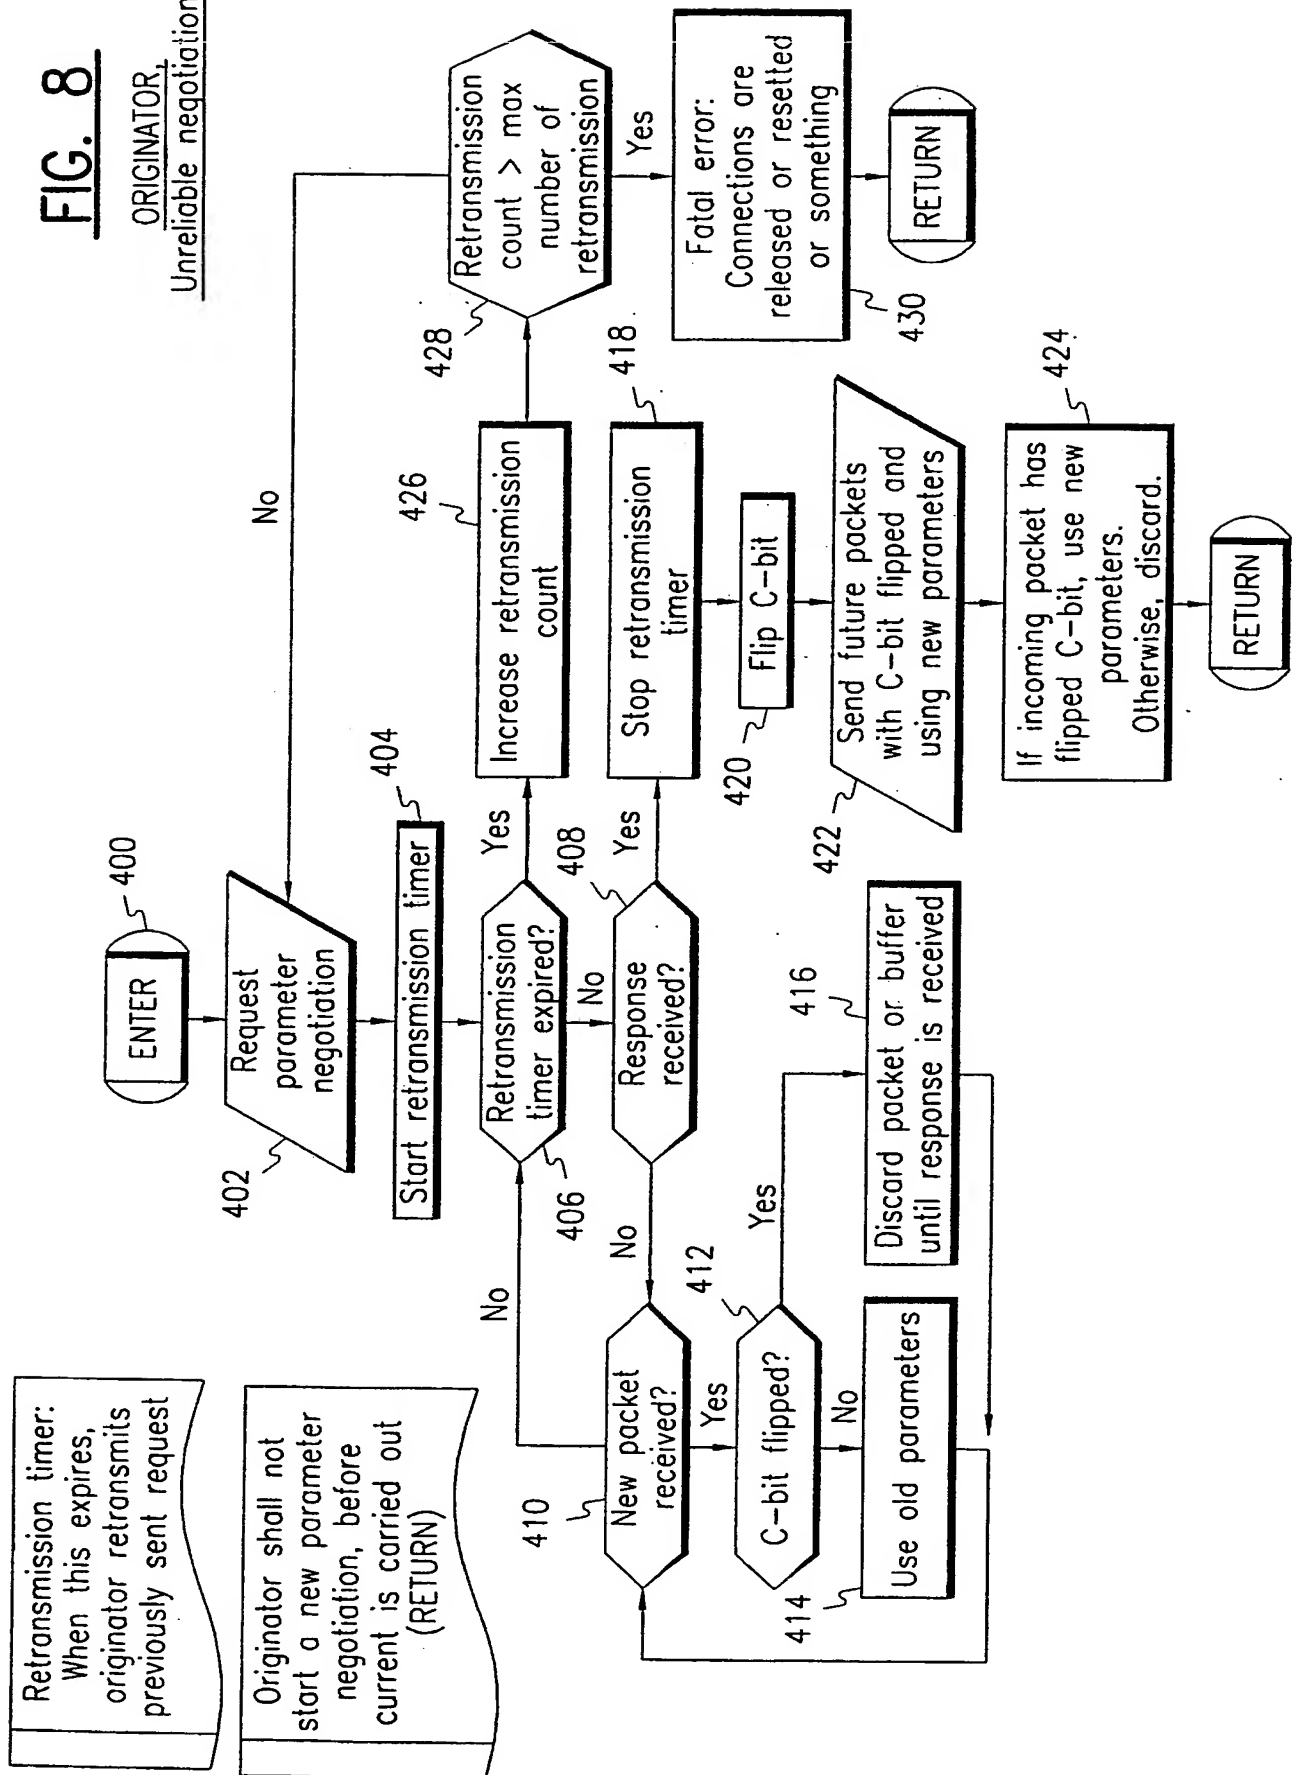 FIG. 8
ORIGINATOR,
Unreliable negotiation
Retransmission timer:
When this expires,
originator retransmits
previously sent request
Originator shall not
start a new parameter
negotiation, before
current is carried out
(RETURN)
ENTER
400
Request
parameter
negotiation
402
Start retransmission timer
404
Retransmission
timer expired?
406
Yes
No
Increase retransmission
count
426
Retransmission
count > max
number of
retransmission
428
No
Yes
Fatal error:
Connections are
released or resetted
or something
430
RETURN
Response
received?
408
Yes
No
Stop retransmission
timer
418
Flip C-bit
420
Send future packets
with C-bit flipped and
using new parameters
422
If incoming packet has
flipped C-bit, use new
parameters.
Otherwise, discard.
424
RETURN
New packet
received?
410
No
Yes
C-bit flipped?
412
Yes
No
Use old parameters
414
Discard packet or buffer
until response is received
416